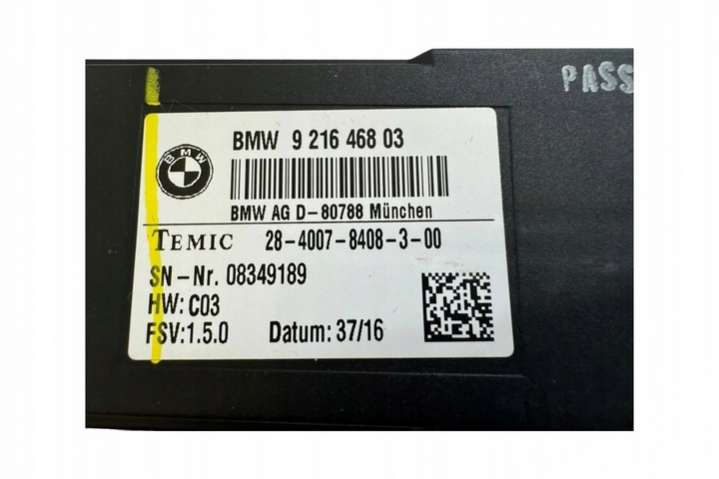 PASS
BMW 9 216 468 03
BMW
BMW AG D-80788 München
TEMIC 28-4007-8408-3-00
SN-Nr. 08349189
HW: C03
FSV:1.5.0 Datum: 37/16